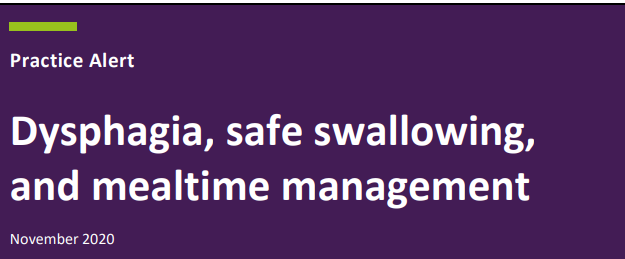 Practice Alert
Dysphagia, safe swallowing,
and mealtime management
November 2020